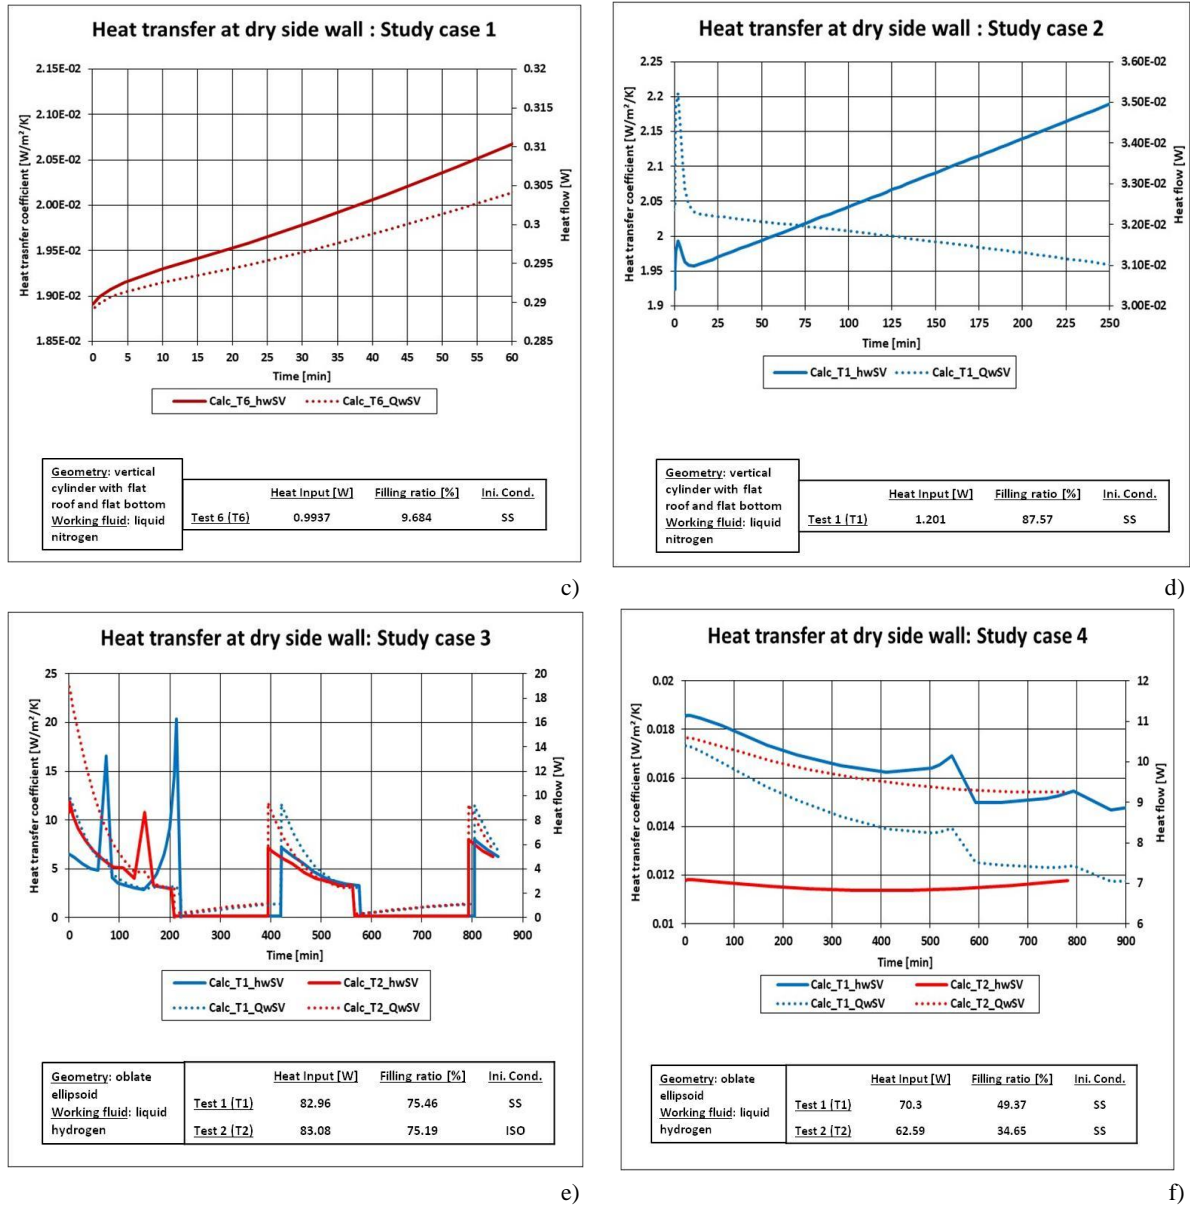 Heat transfer at dry side wall : Study case 1
Heat trasnfer coefficient [W/m²/K]
2.15E-02
2.10E-02
2.05E-02
2.00E-02
1.95E-02
1.90E-02
1.85E-02
0.32
0.315
0.31
0.305
0.3
0.295
0.29
0.285
Heat flow [W]
0 5 10 15 20 25 30 35 40 45 50 55 60
Time [min]
Calc_T6_hwSV Calc_T6_QwSV
Geometry: vertical
cylinder with flat
roof and flat bottom
Working fluid: liquid
nitrogen
Heat Input [W] Filling ratio [%] Ini. Cond.
Test 6 (T6) 0.9937 9.684 SS
c)
Heat transfer at dry side wall : Study case 2
Heat transfer coefficient [W/m²/K]
2.25
2.2
2.15
2.1
2.05
2
1.95
1.9
3.60E-02
3.50E-02
3.40E-02
3.30E-02
3.20E-02
3.10E-02
3.00E-02
Heat flow [W]
0 25 50 75 100 125 150 175 200 225 250
Time [min]
Calc_T1_hwSV Calc_T1_QwSV
Geometry: vertical
cylinder with flat
roof and flat bottom
Working fluid: liquid
nitrogen
Heat Input [W] Filling ratio [%] Ini. Cond.
Test 1 (T1) 1.201 87.57 SS
d)
Heat transfer at dry side wall: Study case 3
Heat transfer coefficient [W/m²/K]
25
20
15
10
5
0
20
18
16
14
12
10
8
6
4
2
0
Heat flow [W]
0 100 200 300 400 500 600 700 800 900
Time [min]
Calc_T1_hwSV Calc_T2_hwSV
Calc_T1_QwSV Calc_T2_QwSV
Geometry: oblate
ellipsoid
Working fluid: liquid
hydrogen
Heat Input [W] Filling ratio [%] Ini. Cond.
Test 1 (T1) 82.96 75.46 SS
Test 2 (T2) 83.08 75.19 ISO
e)
Heat transfer at dry side wall: Study case 4
Heat transfer coefficient [W/m²/K]
0.02
0.018
0.016
0.014
0.012
0.01
12
11
10
9
8
7
6
Heat flow [W]
0 100 200 300 400 500 600 700 800 900
Time [min]
Calc_T1_hwSV Calc_T2_hwSV
Calc_T1_QwSV Calc_T2_QwSV
Geometry: oblate
ellipsoid
Working fluid: liquid
hydrogen
Heat Input [W] Filling ratio [%] Ini. Cond.
Test 1 (T1) 70.3 49.37 SS
Test 2 (T2) 62.59 34.65 SS
f)